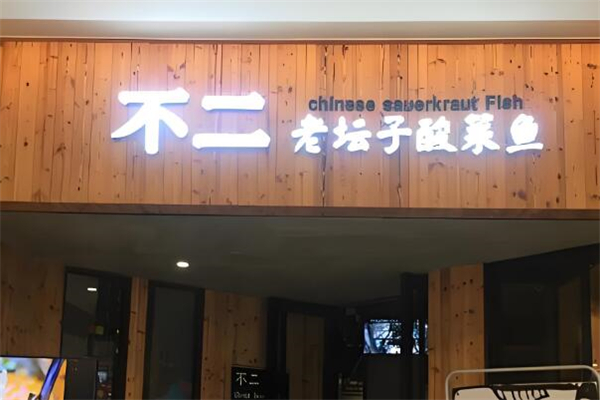 chinese sauerkraut Fish
不二 老坛子酸菜鱼
不二